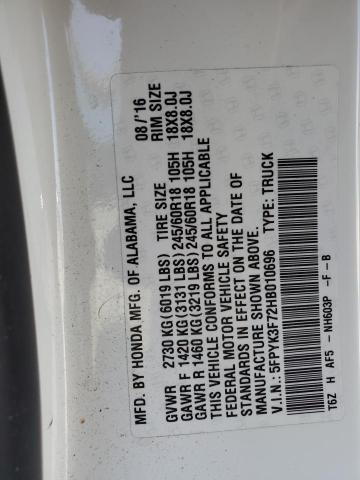 MFD. BY HONDA MFG. OF ALABAMA, LLC 08/'16
GVWR 2730 KG(6019 LBS) TIRE SIZE RIM SIZE
GAWR F 1420 KG(3131 LBS) 245/60R18 105H 18X8.0J
GAWR R 1460 KG(3219 LBS) 245/60R18 105H 18X8.0J
THIS VEHICLE CONFORMS TO ALL APPLICABLE
FEDERAL MOTOR VEHICLE SAFETY
STANDARDS IN EFFECT ON THE DATE OF
MANUFACTURE SHOWN ABOVE.
V.I.N.: 5FPYK3F72HB010696 TYPE: TRUCK
T6Z H AF5 - NH603P -F-B